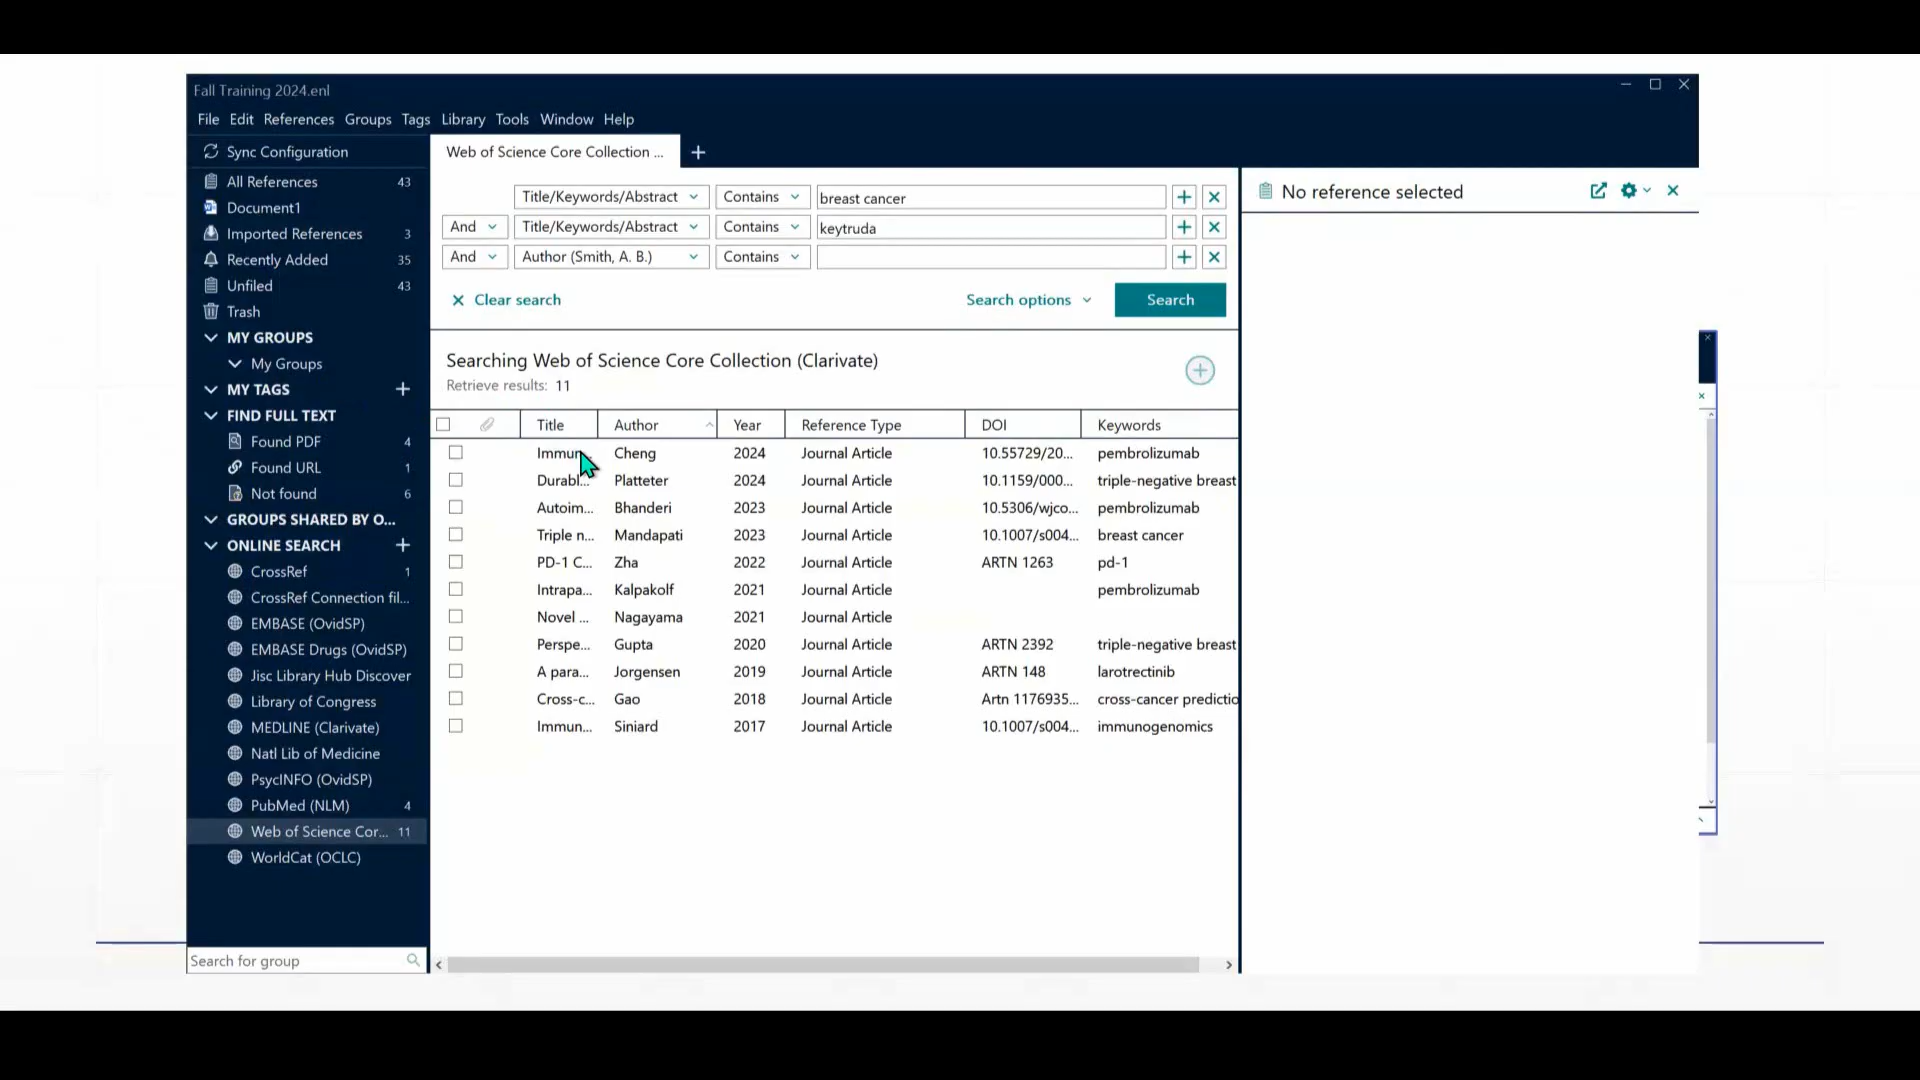 Fall Training 2024.enl
File Edit References Groups Tags Library Tools Window Help
Sync Configuration
All References 43
Document1
Imported References 3
Recently Added 35
Unfiled 43
Trash
MY GROUPS
My Groups
MY TAGS
FIND FULL TEXT
Found PDF 4
Found URL 1
Not found 6
GROUPS SHARED BY O...
ONLINE SEARCH
CrossRef 1
CrossRef Connection fil...
EMBASE (OvidSP)
EMBASE Drugs (OvidSP)
Jisc Library Hub Discover
Library of Congress
MEDLINE (Clarivate)
Natl Lib of Medicine
PsycINFO (OvidSP)
PubMed (NLM) 4
Web of Science Cor... 11
WorldCat (OCLC)
Search for group
Web of Science Core Collection ...
Title/Keywords/Abstract Contains breast cancer
And Title/Keywords/Abstract Contains keytruda
And Author (Smith, A. B.) Contains
Clear search Search options Search
Searching Web of Science Core Collection (Clarivate)
Retrieve results: 11
Title Author Year Reference Type DOI Keywords
Immun... Cheng 2024 Journal Article 10.55729/20... pembrolizumab
Durabl... Platteter 2024 Journal Article 10.1159/000... triple-negative breast
Autoim... Bhanderi 2023 Journal Article 10.5306/wjco... pembrolizumab
Triple n... Mandapati 2023 Journal Article 10.1007/s004... breast cancer
PD-1 C... Zha 2022 Journal Article ARTN 1263 pd-1
Intrapa... Kalpakolf 2021 Journal Article pembrolizumab
Novel ... Nagayama 2021 Journal Article
Perspe... Gupta 2020 Journal Article ARTN 2392 triple-negative breast
A para... Jorgensen 2019 Journal Article ARTN 148 larotrectinib
Cross-c... Gao 2018 Journal Article Artn 1176935... cross-cancer predictio
Immun... Siniard 2017 Journal Article 10.1007/s004... immunogenomics
No reference selected